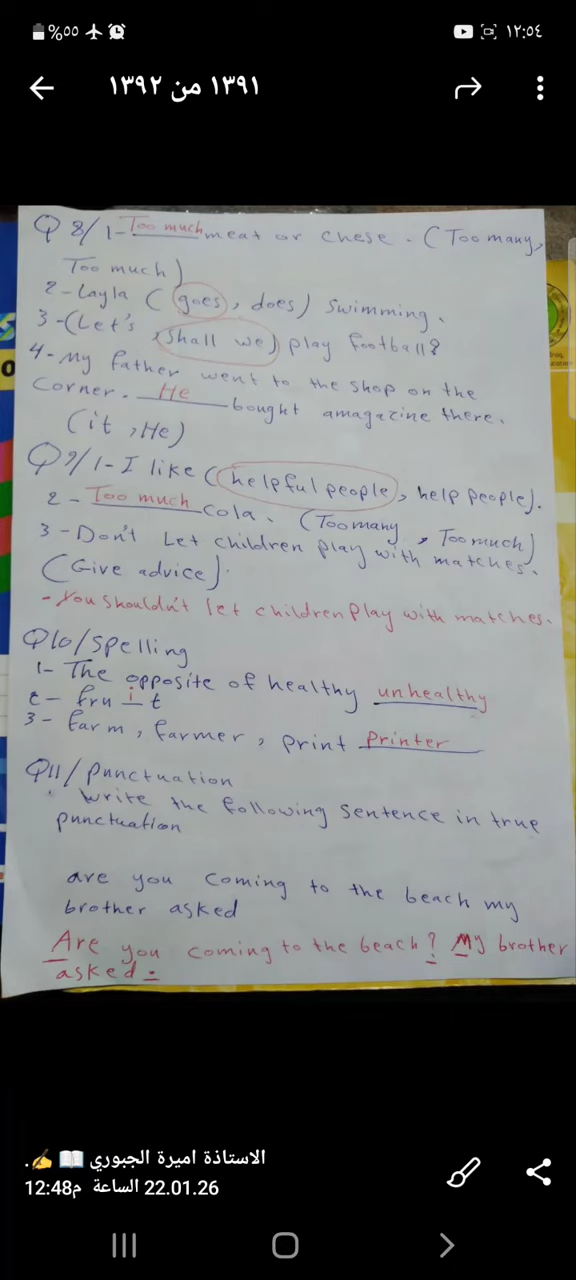 %٥٥ ١٢:٥٤
١٣٩١ من ١٣٩٢
Q 8/ 1- Too much meat or chese. (Too many,
Too much)
2- Layla (goes, does) swimming.
3- (Let's, shall we) play football?
4- My father went to the shop on the
corner. He bought amagazine there.
(it, He)
Q9/1- I like (helpful people, help people).
2- Too much cola. (Too many, Too much)
3- Don't Let children play with matches.
(Give advice).
- You shouldn't let children play with matches.
Q10/spelling
1- The opposite of healthy unhealthy
2- fru i t
3- farm, farmer, print printer
Q11/ punctuation
Write the following sentence in true
punctuation
are you coming to the beach my
brother asked
Are you coming to the beach? My brother
asked.
الاستاذة اميرة الجبوري 📖 ✍️.
22.01.26 الساعة 12:48م